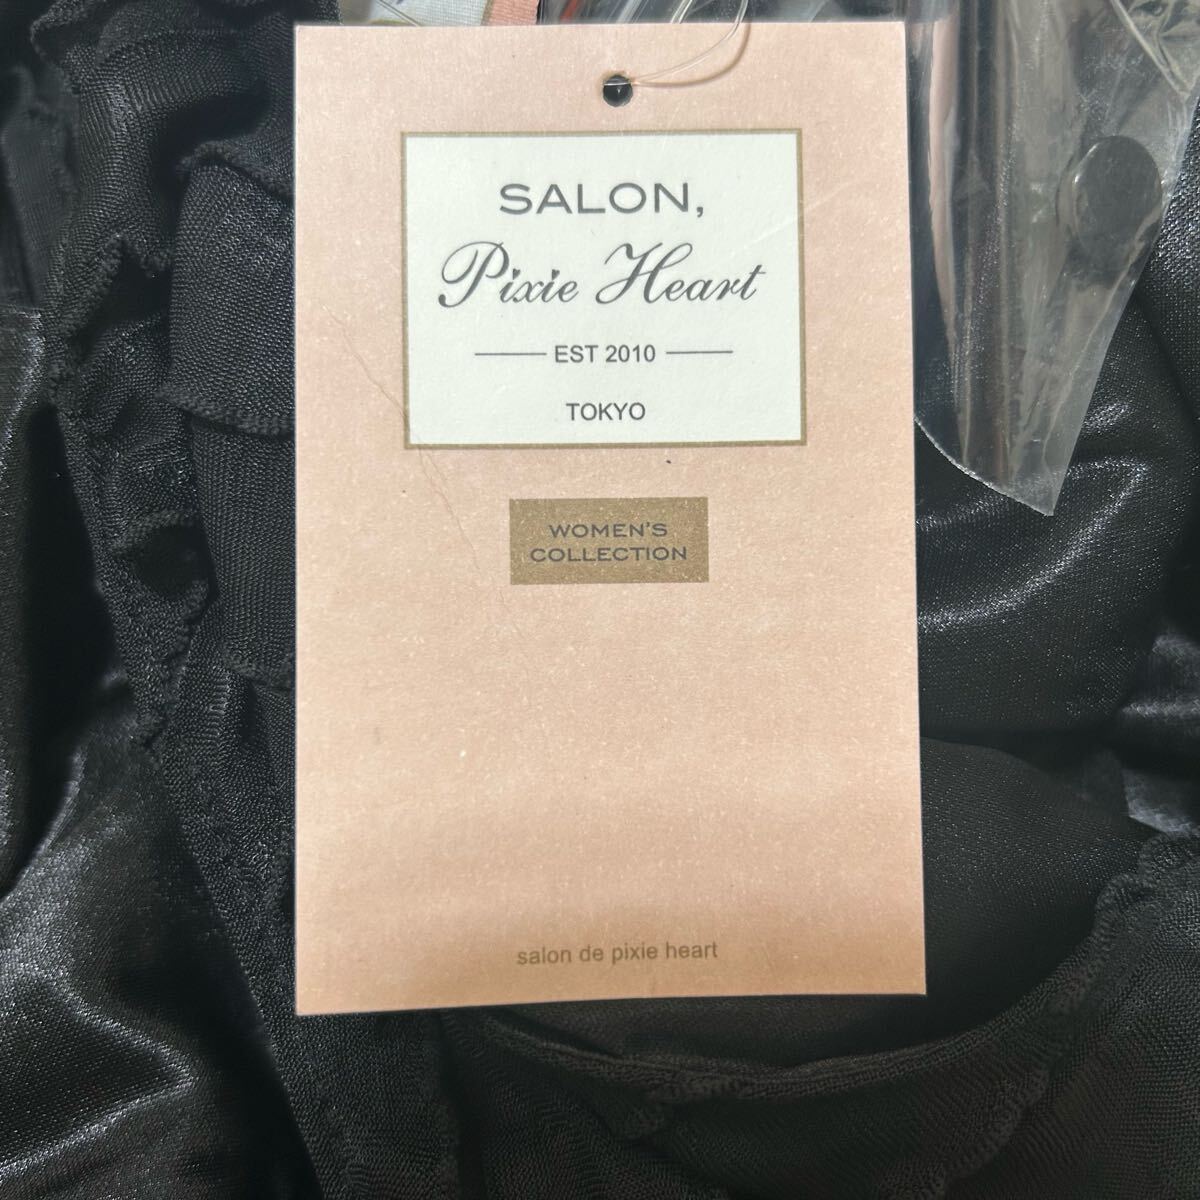 SALON,
Pixie Heart
EST 2010
TOKYO
WOMEN'S
COLLECTION
salon de pixie heart